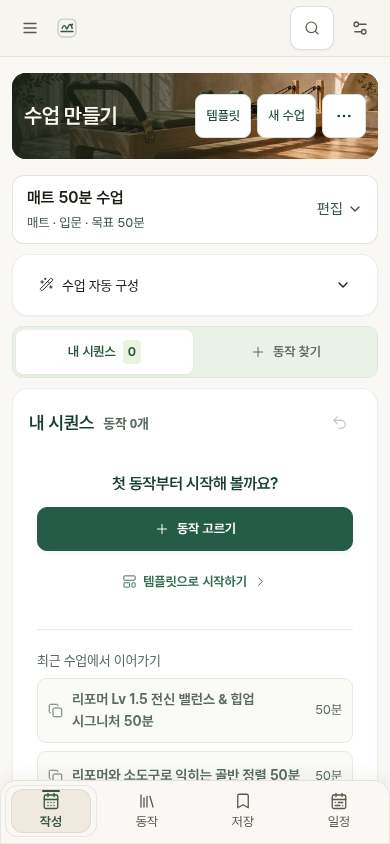 수업 만들기
템플릿
새 수업
매트 50분 수업
매트 · 입문 · 목표 50분
편집
수업 자동 구성
내 시퀀스 0
동작 찾기
내 시퀀스 동작 0개
첫 동작부터 시작해 볼까요?
동작 고르기
템플릿으로 시작하기
최근 수업에서 이어가기
리포머 Lv 1.5 전신 밸런스 & 힙업
시그니처 50분
50분
리포머와 소도구로 익히는 골반 정렬 50분
50분
작성
동작
저장
일정